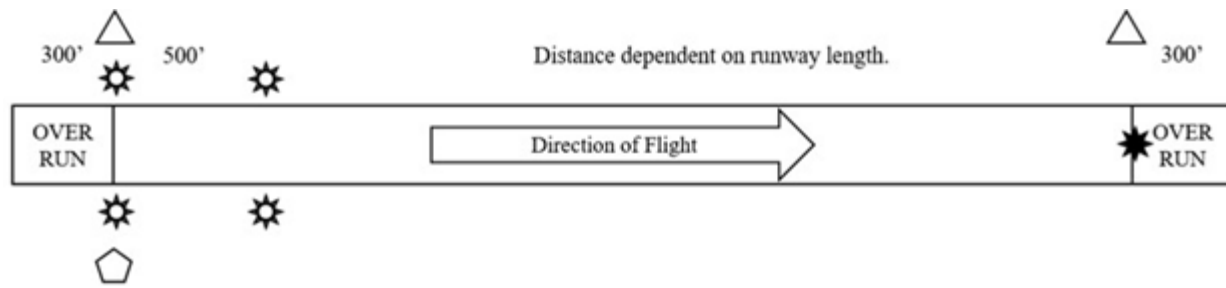 300’
500’
Distance dependent on runway length.
300’
OVER
RUN
Direction of Flight
OVER
RUN